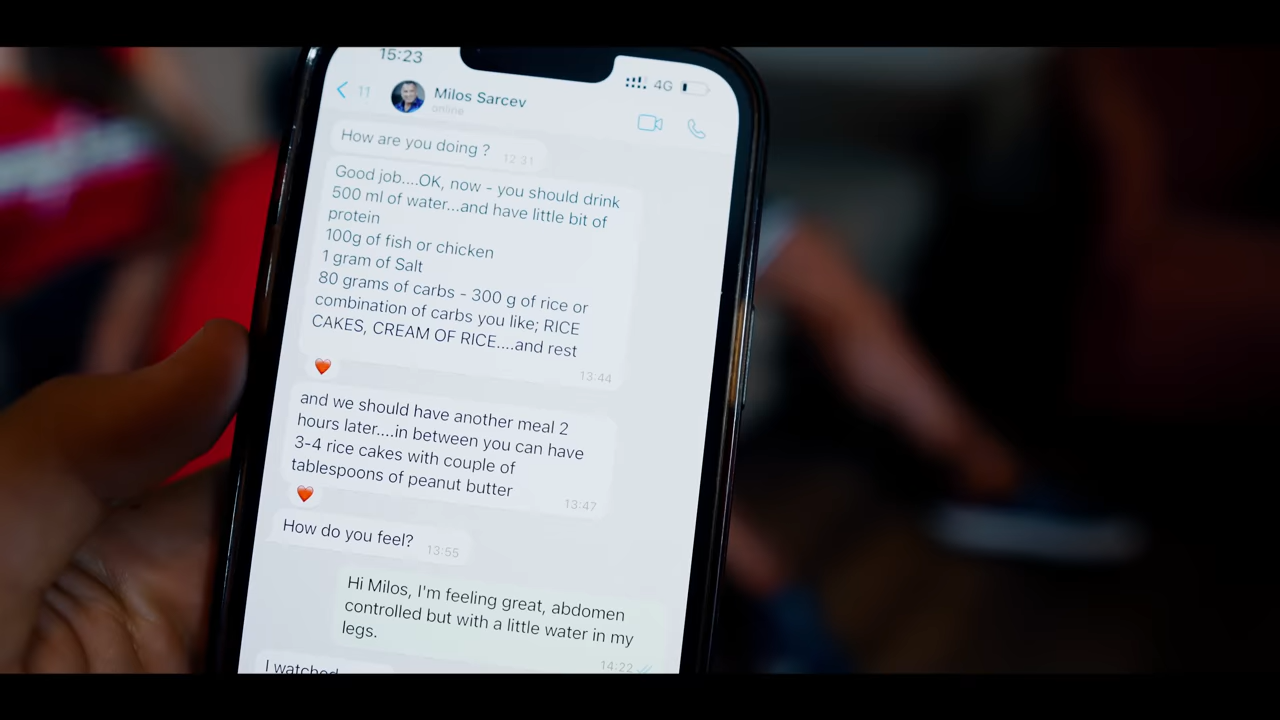 15:23
4G
11
Milos Sarcev
online
How are you doing ?
12:31
Good job....OK, now - you should drink
500 ml of water...and have little bit of
protein
100g of fish or chicken
1 gram of Salt
80 grams of carbs - 300 g of rice or
combination of carbs you like; RICE
CAKES, CREAM OF RICE....and rest
13:44
and we should have another meal 2
hours later....in between you can have
3-4 rice cakes with couple of
tablespoons of peanut butter
13:47
How do you feel?
13:55
Hi Milos, I'm feeling great, abdomen
controlled but with a little water in my
legs.
14:22
I watched